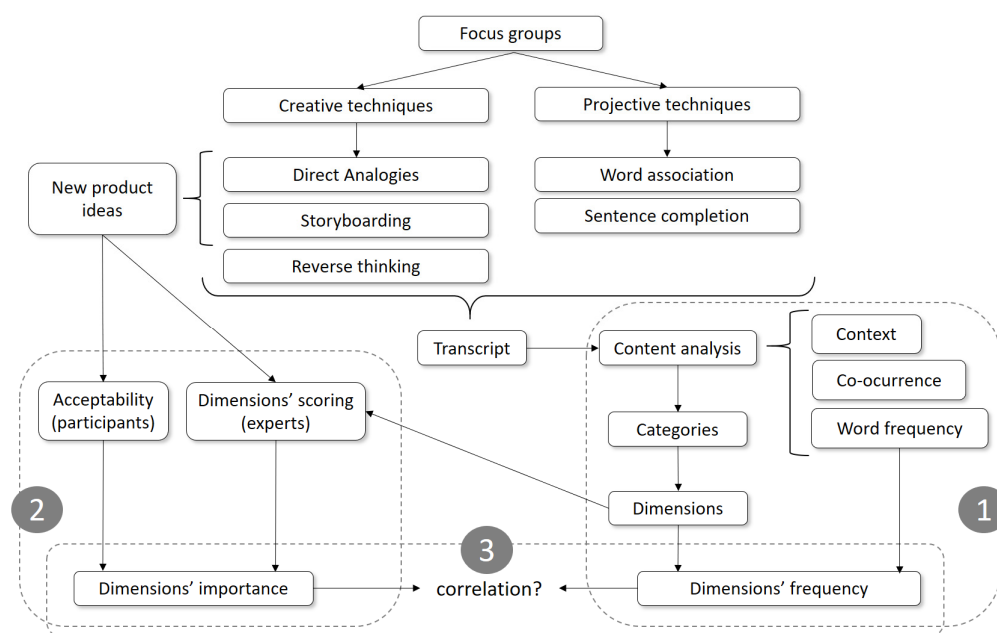 Focus groups
Creative techniques
Projective techniques
New product
ideas
Direct Analogies
Word association
Storyboarding
Sentence completion
Reverse thinking
Transcript
Content analysis
Context
Co-ocurrence
Word frequency
Acceptability
(participants)
Dimensions’ scoring
(experts)
Categories
Dimensions
2
1
3
Dimensions’ importance
correlation?
Dimensions’ frequency